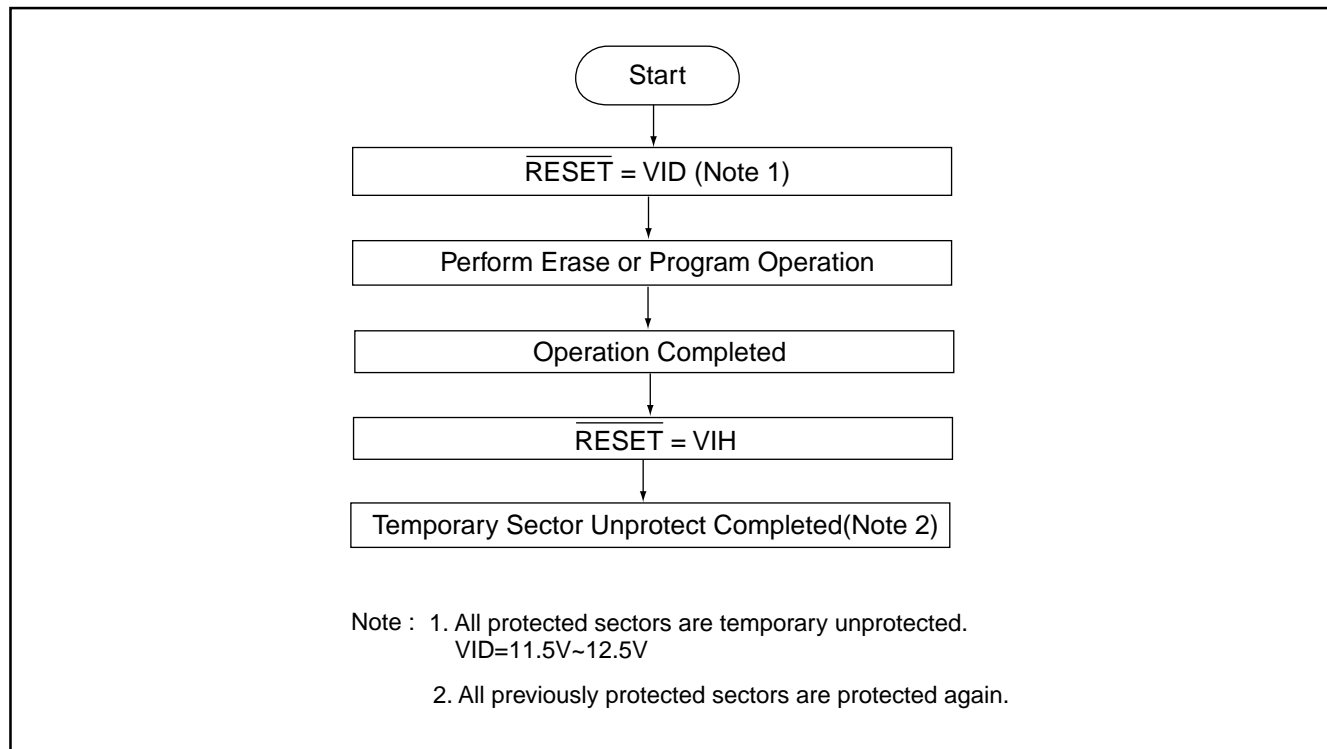 Start
RESET = VID (Note 1)
Perform Erase or Program Operation
Operation Completed
RESET = VIH
Temporary Sector Unprotect Completed(Note 2)
Note : 1. All protected sectors are temporary unprotected.
VID=11.5V~12.5V
2. All previously protected sectors are protected again.